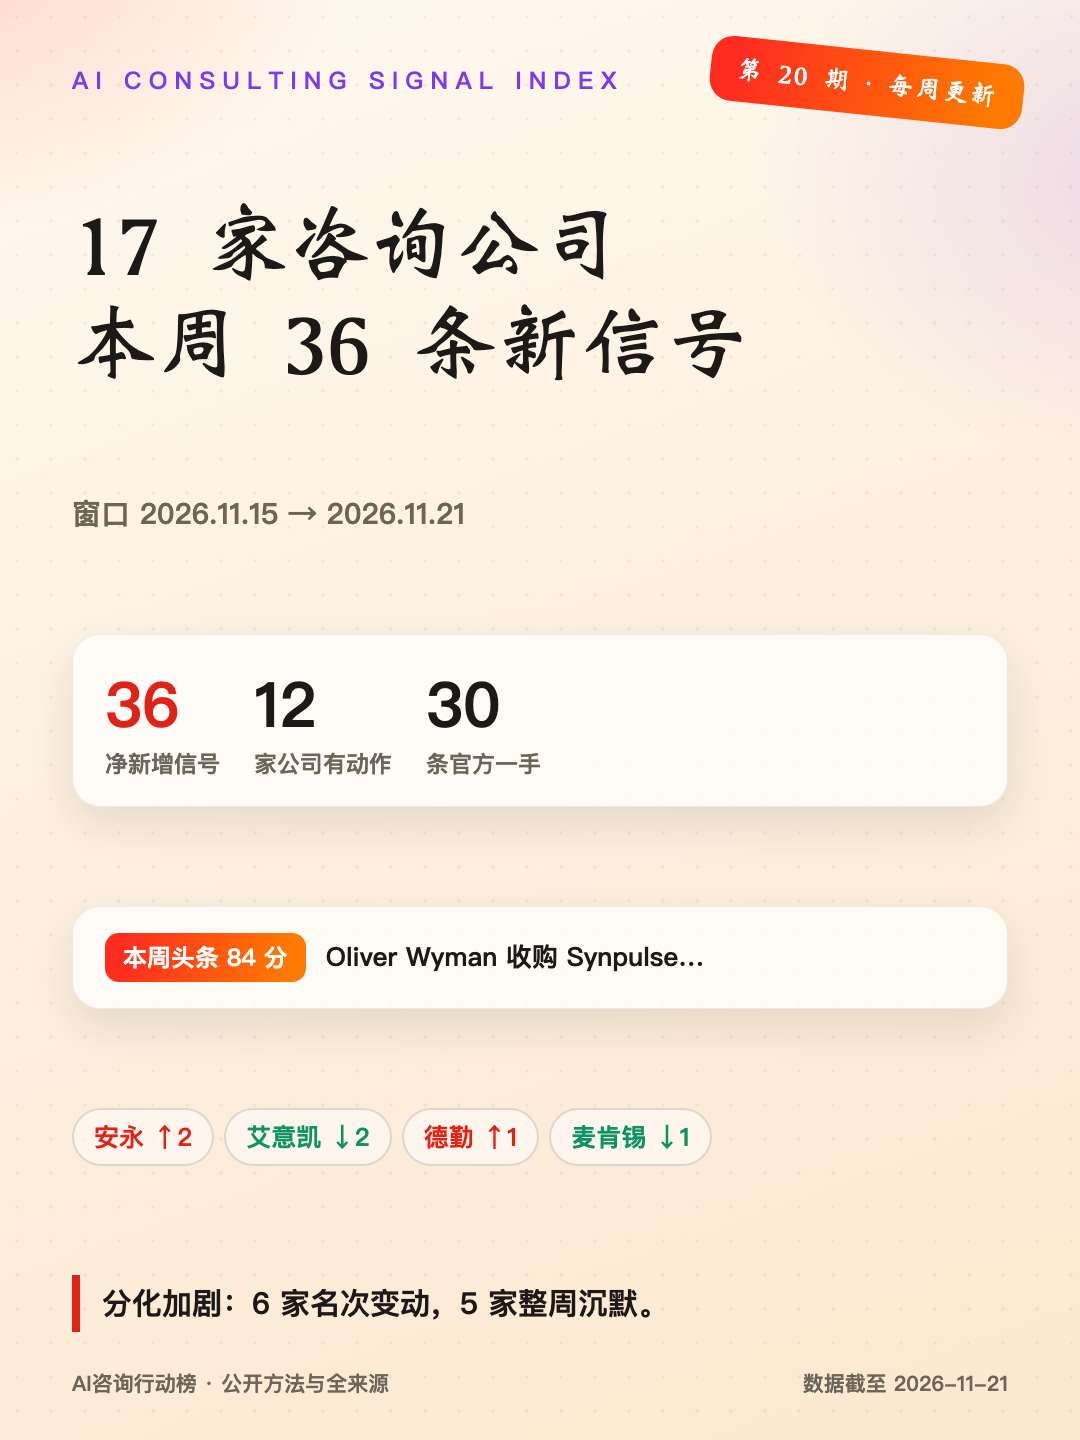 AI CONSULTING SIGNAL INDEX
第 20 期 · 每周更新
17 家咨询公司
本周 36 条新信号
窗口 2026.11.15 → 2026.11.21
36 12 30
净新增信号 家公司有动作 条官方一手
本周头条 84 分 Oliver Wyman 收购 Synpulse…
安永 ↑2 艾意凯 ↓2 德勤 ↑1 麦肯锡 ↓1
分化加剧：6 家名次变动，5 家整周沉默。
AI咨询行动榜 · 公开方法与全来源 数据截至 2026-11-21